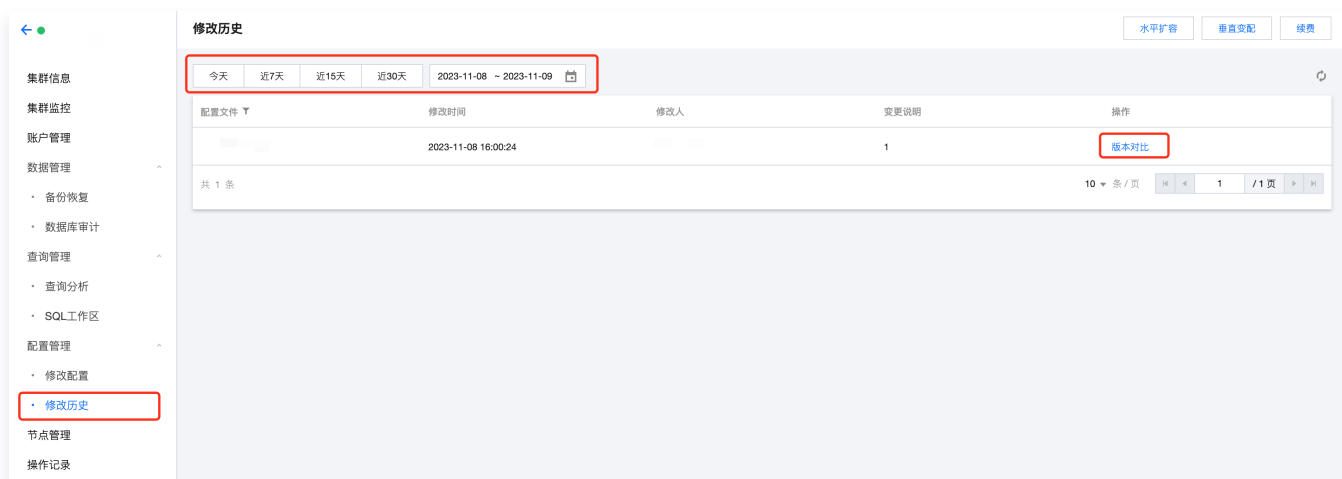 修改历史
水平扩容
垂直变配
续费
集群信息
集群监控
账户管理
数据管理
· 备份恢复
· 数据库审计
查询管理
· 查询分析
· SQL工作区
配置管理
· 修改配置
· 修改历史
节点管理
操作记录
今天 近7天 近15天 近30天 2023-11-08 ~ 2023-11-09
配置文件 修改时间 修改人 变更说明 操作
2023-11-08 16:00:24 1 版本对比
共 1 条 10 条 / 页 1 / 1 页